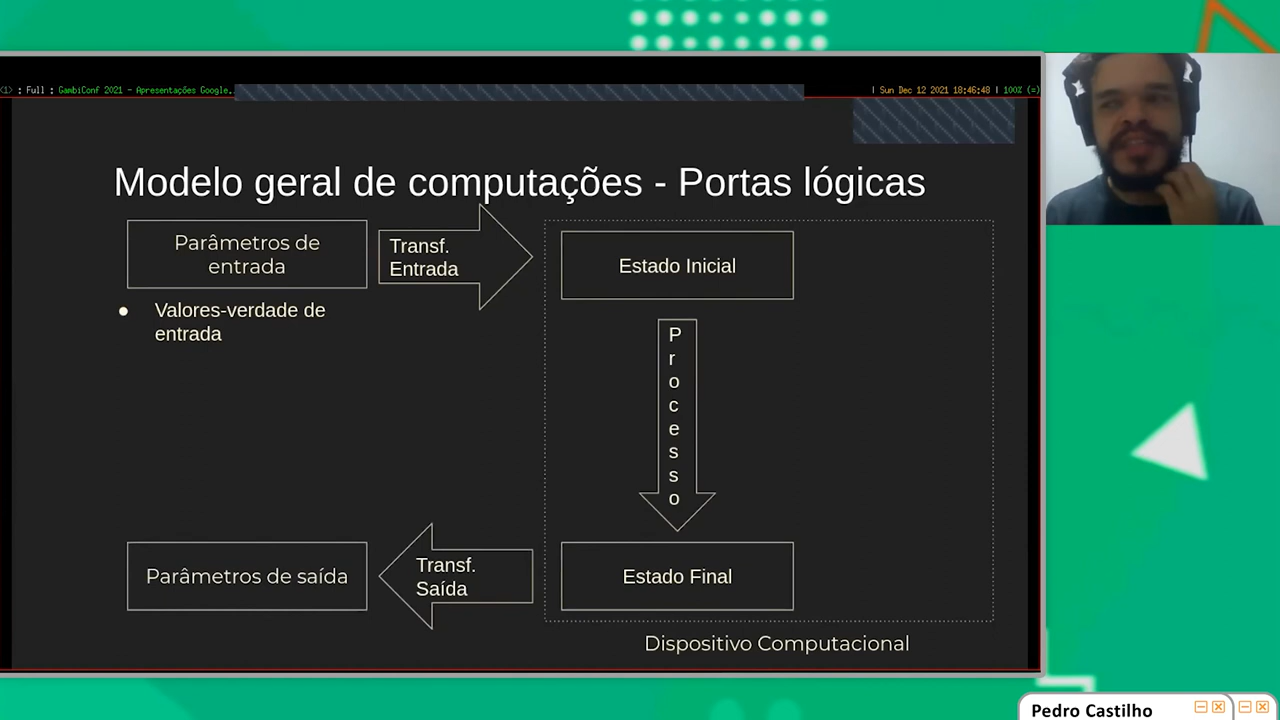 <1> : Full : GambiConf 2021 - Apresentações Google.
| Sun Dec 12 2021 18:46:48 | 100% (=)
Modelo geral de computações - Portas lógicas
Parâmetros de
entrada
Transf.
Entrada
Estado Inicial
Valores-verdade de
entrada
Processo
Parâmetros de saída
Transf.
Saída
Estado Final
Dispositivo Computacional
Pedro Castilho